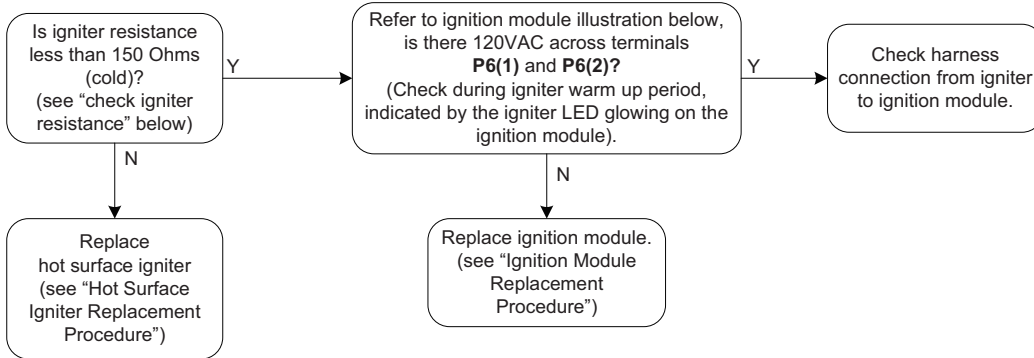 Is igniter resistance
less than 150 Ohms
(cold)?
(see “check igniter
resistance” below)
Y
N
Refer to ignition module illustration below,
is there 120VAC across terminals
P6(1) and P6(2)?
(Check during igniter warm up period,
indicated by the igniter LED glowing on the
ignition module).
Y
N
Check harness
connection from igniter
to ignition module.
Replace
hot surface igniter
(see “Hot Surface
Igniter Replacement
Procedure”)
Replace ignition module.
(see “Ignition Module
Replacement
Procedure”)